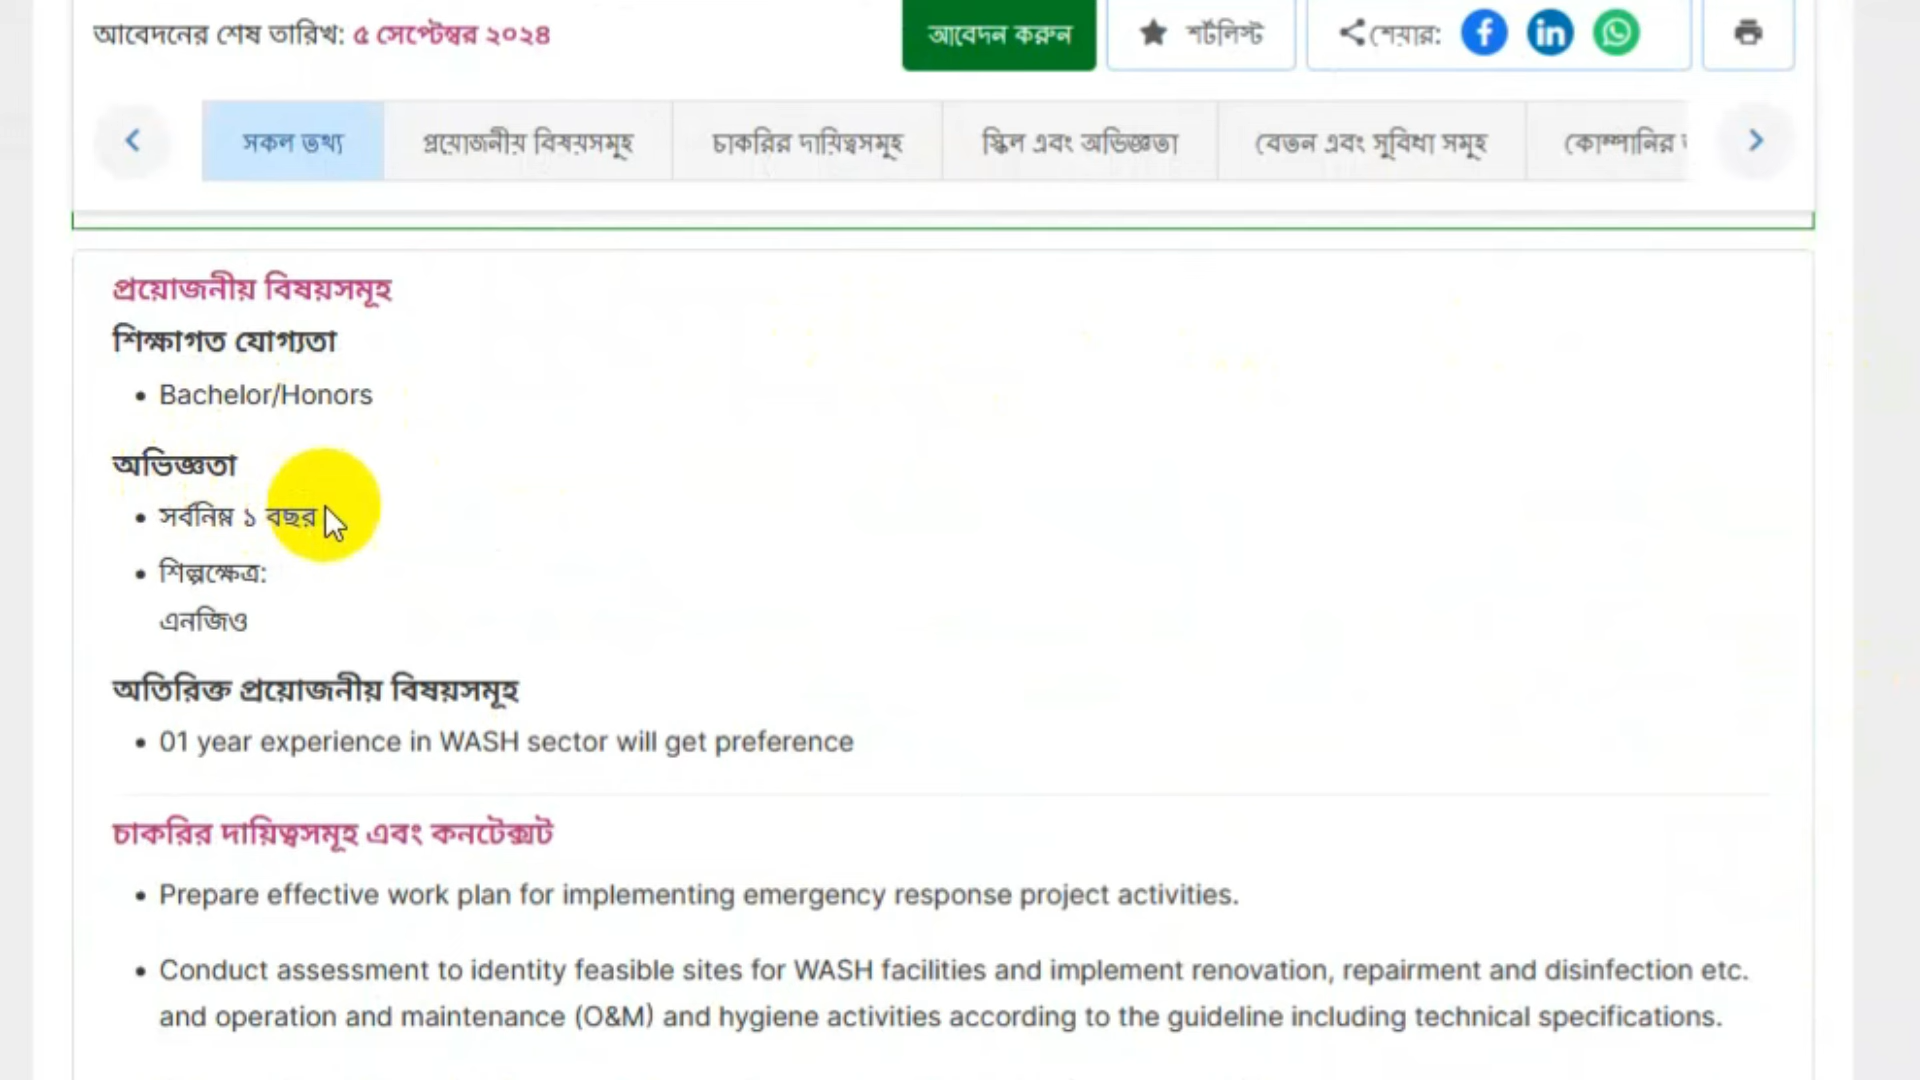 আবেদনের শেষ তারিখ: ৫ সেপ্টেম্বর ২০২৪
আবেদন করুন
শর্টলিস্ট
শেয়ার:
সকল তথ্য
প্রয়োজনীয় বিষয়সমূহ
চাকরির দায়িত্বসমূহ
স্কিল এবং অভিজ্ঞতা
বেতন এবং সুবিধা সমূহ
কোম্পানির
প্রয়োজনীয় বিষয়সমূহ
শিক্ষাগত যোগ্যতা
• Bachelor/Honors
অভিজ্ঞতা
• সর্বনিম্ন ১ বছর
• শিল্পক্ষেত্র:
এনজিও
অতিরিক্ত প্রয়োজনীয় বিষয়সমূহ
• 01 year experience in WASH sector will get preference
চাকরির দায়িত্বসমূহ এবং কনটেক্সট
• Prepare effective work plan for implementing emergency response project activities.
• Conduct assessment to identity feasible sites for WASH facilities and implement renovation, repairment and disinfection etc.
and operation and maintenance (O&M) and hygiene activities according to the guideline including technical specifications.